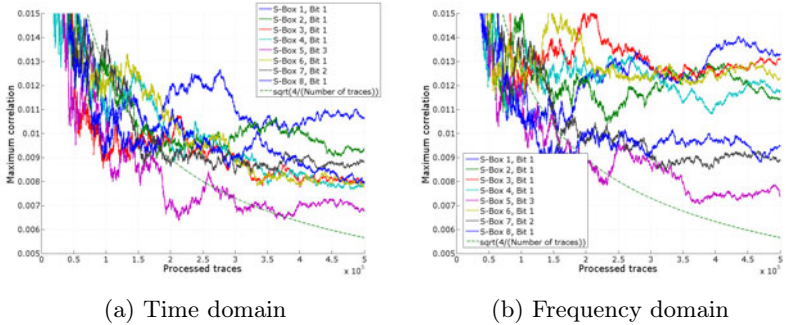 0.015
0.014
0.013
0.012
0.011
0.01
0.009
0.008
0.007
0.006
0.005
Maximum correlation
S-Box 1, Bit 1
S-Box 2, Bit 1
S-Box 3, Bit 1
S-Box 4, Bit 1
S-Box 5, Bit 3
S-Box 6, Bit 1
S-Box 7, Bit 2
S-Box 8, Bit 1
sqrt(4/(Number of traces))
0 0.5 1 1.5 2 2.5 3 3.5 4 4.5 5
Processed traces
x 10⁵
(a) Time domain
0.015
0.014
0.013
0.012
0.011
0.01
0.009
0.008
0.007
0.006
0.005
Maximum correlation
S-Box 1, Bit 1
S-Box 2, Bit 1
S-Box 3, Bit 1
S-Box 4, Bit 1
S-Box 5, Bit 3
S-Box 6, Bit 1
S-Box 7, Bit 2
S-Box 8, Bit 1
sqrt(4/(Number of traces))
0 0.5 1 1.5 2 2.5 3 3.5 4 4.5 5
Processed traces
x 10⁵
(b) Frequency domain